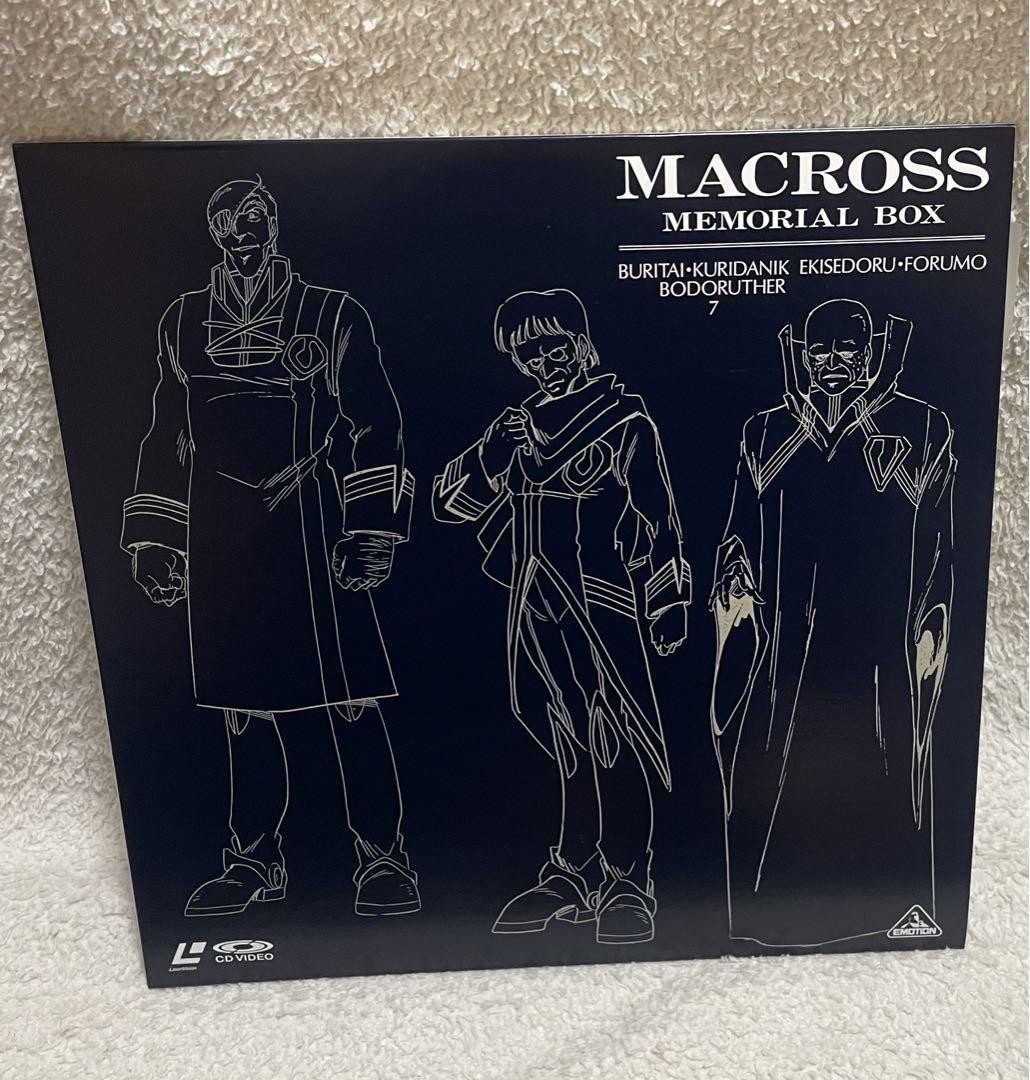 MACROSS
MEMORIAL BOX
BURITAI•KURIDANIK EKISEDORU•FORUMO
BODORUTHER
7
LaserVision
CD VIDEO
EMOTION